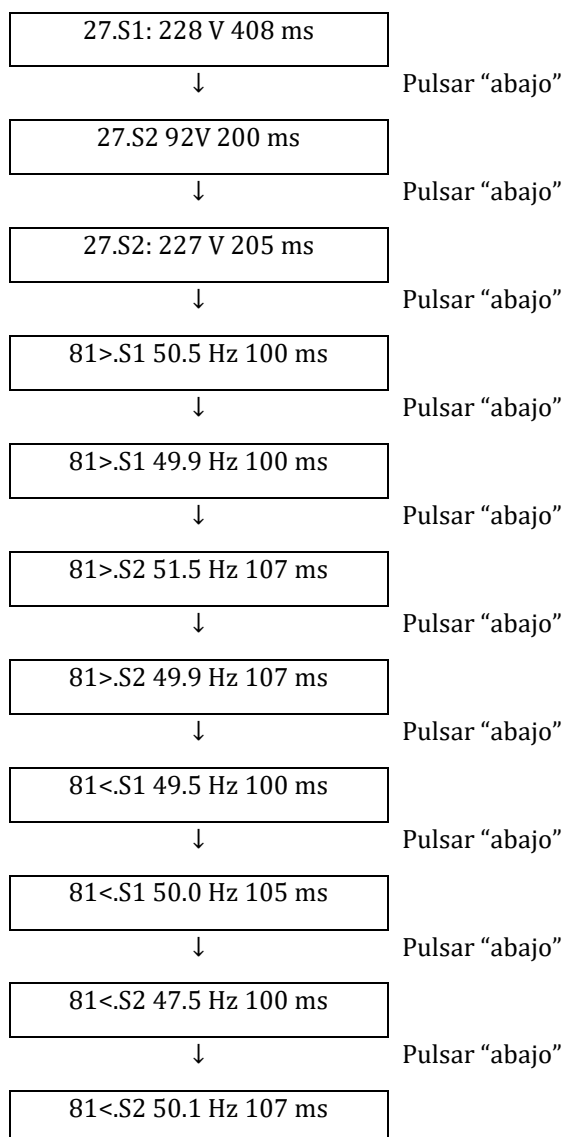 27.S1: 228 V 408 ms
↓ Pulsar “abajo”
27.S2 92V 200 ms
↓ Pulsar “abajo”
27.S2: 227 V 205 ms
↓ Pulsar “abajo”
81>.S1 50.5 Hz 100 ms
↓ Pulsar “abajo”
81>.S1 49.9 Hz 100 ms
↓ Pulsar “abajo”
81>.S2 51.5 Hz 107 ms
↓ Pulsar “abajo”
81>.S2 49.9 Hz 107 ms
↓ Pulsar “abajo”
81<.S1 49.5 Hz 100 ms
↓ Pulsar “abajo”
81<.S1 50.0 Hz 105 ms
↓ Pulsar “abajo”
81<.S2 47.5 Hz 100 ms
↓ Pulsar “abajo”
81<.S2 50.1 Hz 107 ms